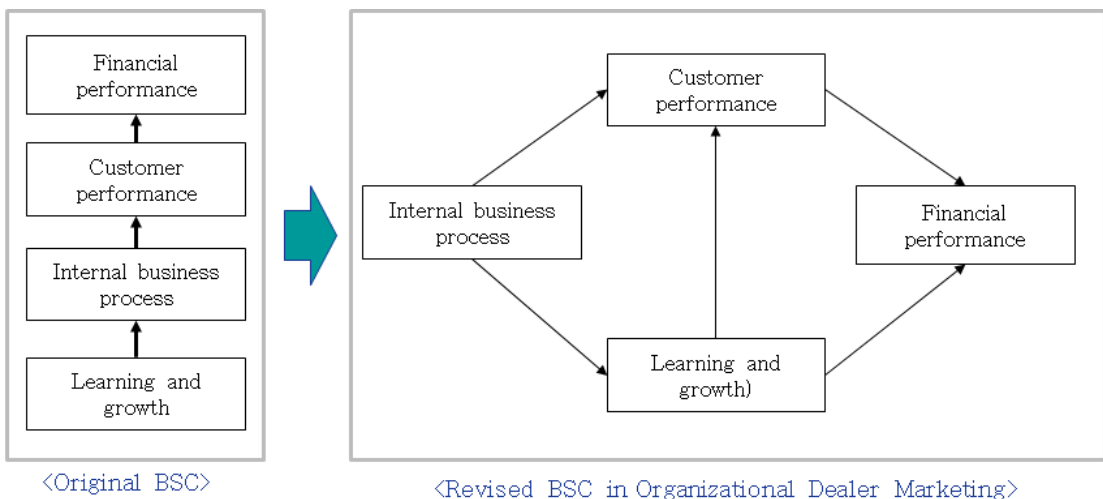 Financial
performance
Customer
performance
Internal business
process
Learning and
growth
<Original BSC>
Customer
performance
Internal business
process
Financial
performance
Learning and
growth)
<Revised BSC in Organizational Dealer Marketing>